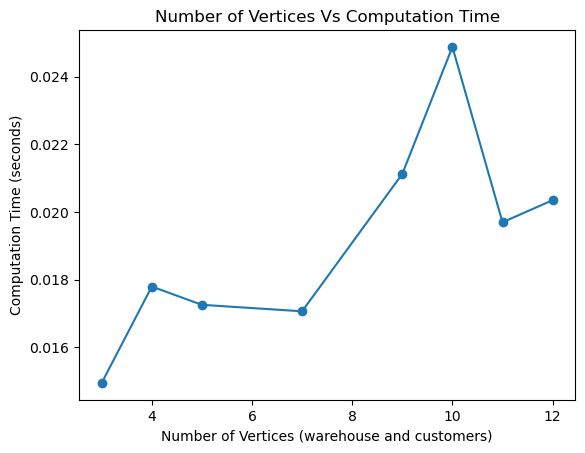 Number of Vertices Vs Computation Time
Computation Time (seconds)
0.024
0.022
0.020
0.018
0.016
4 6 8 10 12
Number of Vertices (warehouse and customers)